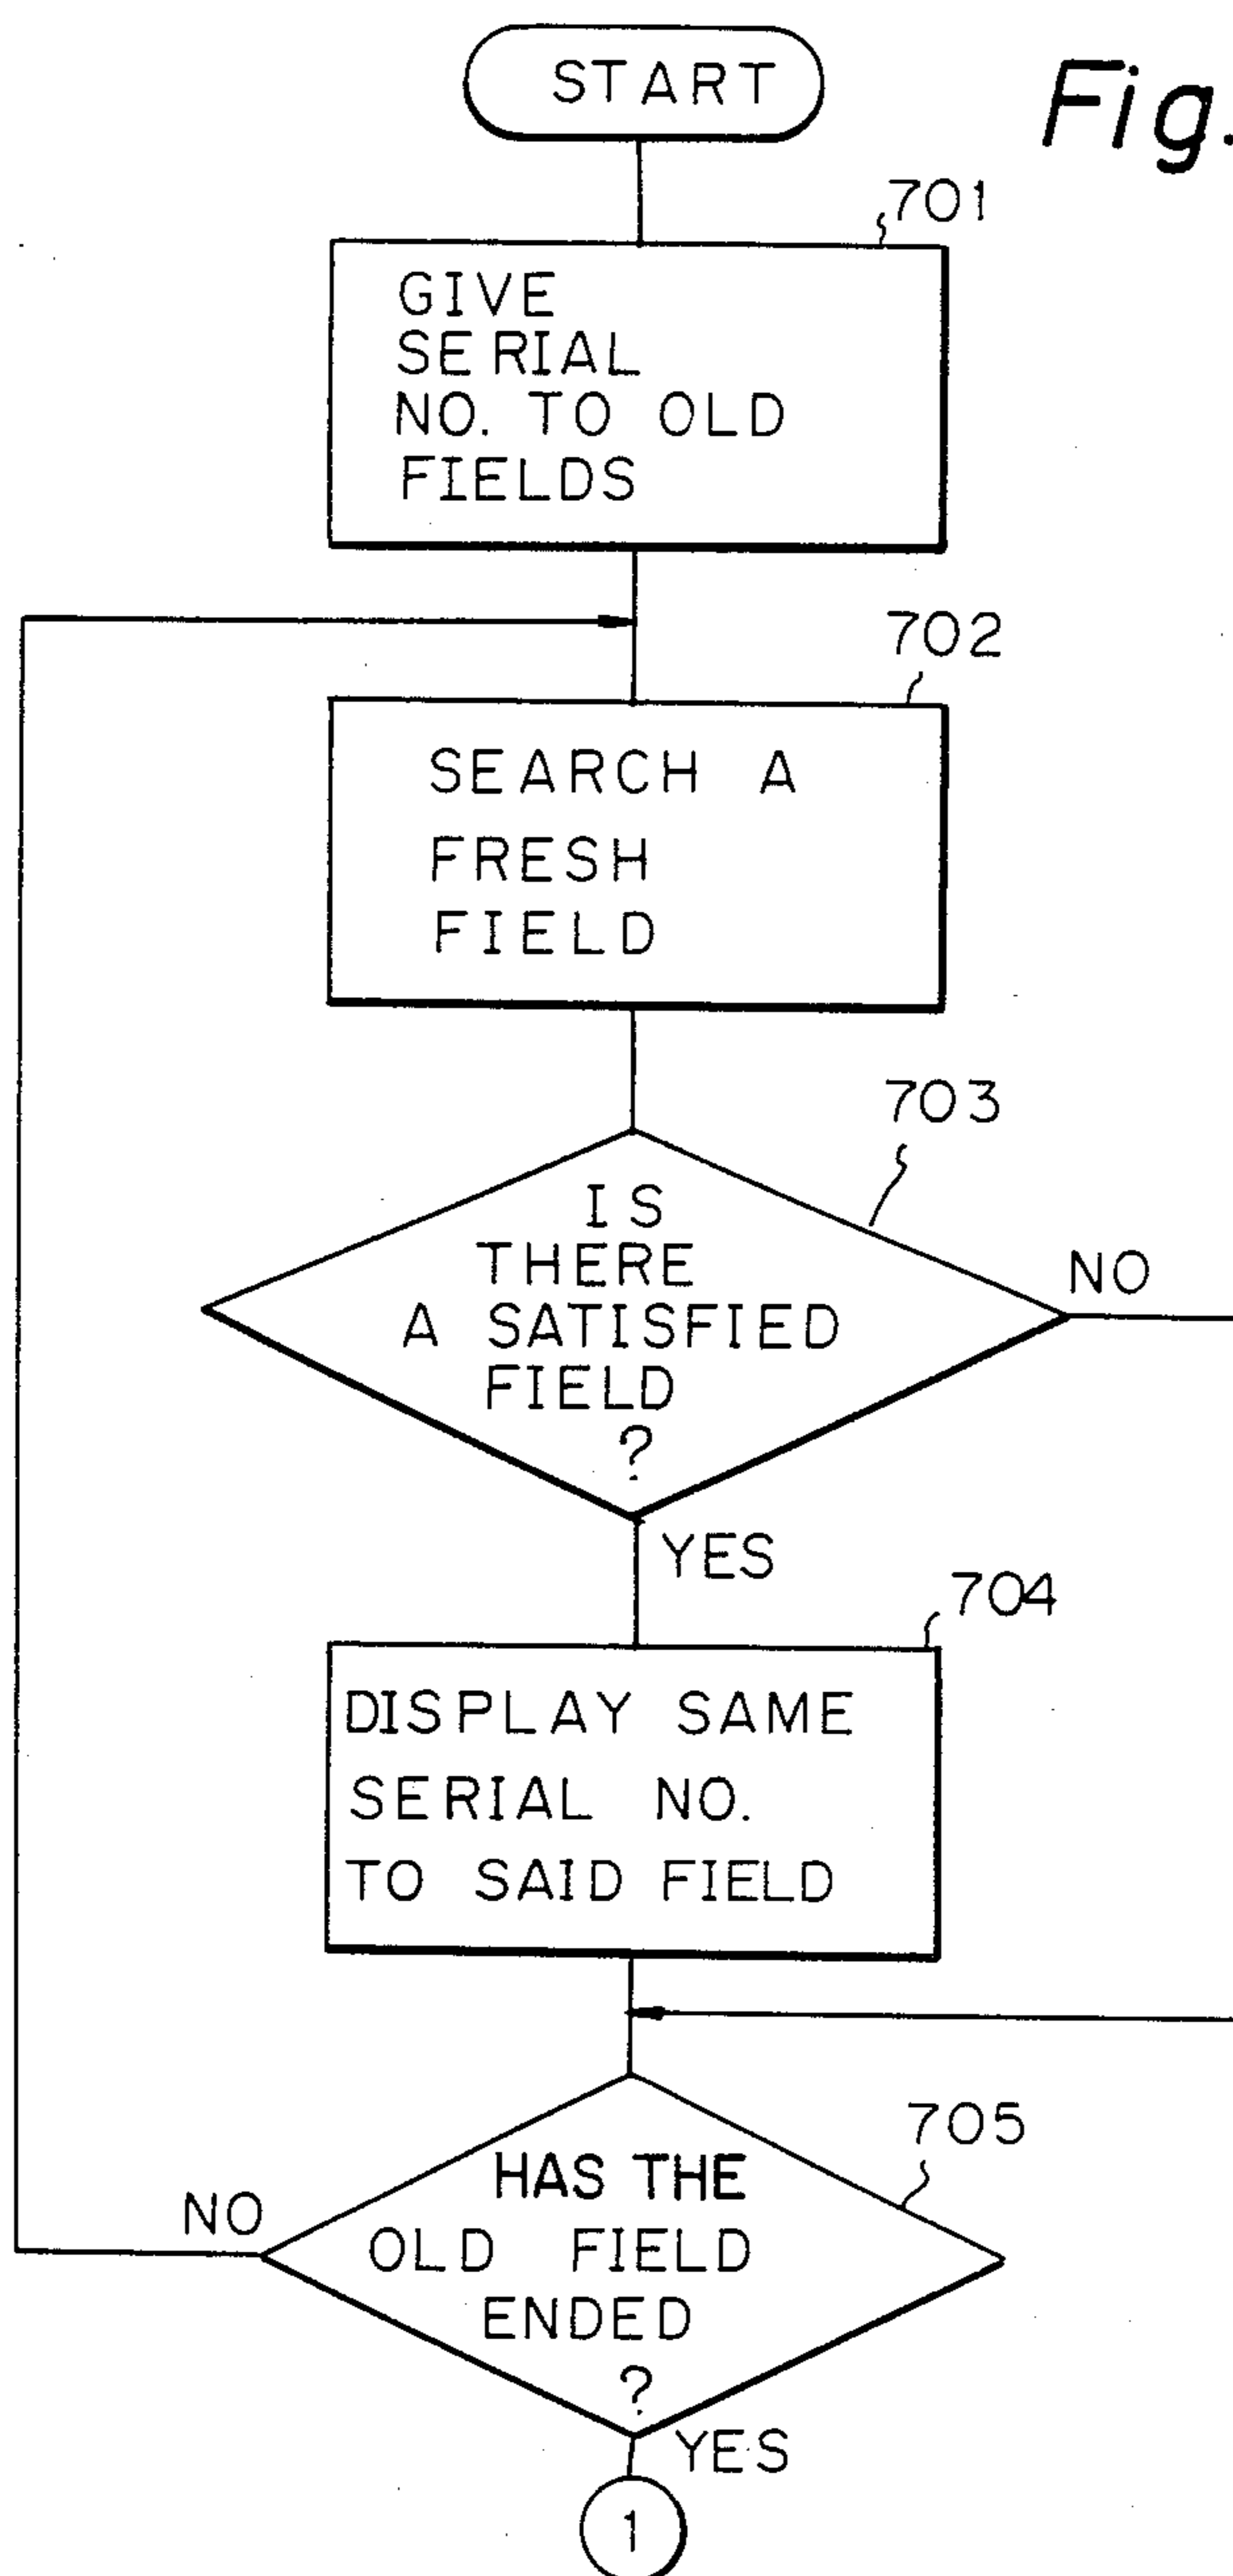 START
Fig.
701
GIVE
SERIAL
NO. TO OLD
FIELDS
702
SEARCH A
FRESH
FIELD
703
IS
THERE
A SATISFIED
FIELD
?
NO
YES
704
DISPLAY SAME
SERIAL NO.
TO SAID FIELD
705
HAS THE
OLD FIELD
ENDED
?
NO
YES
1